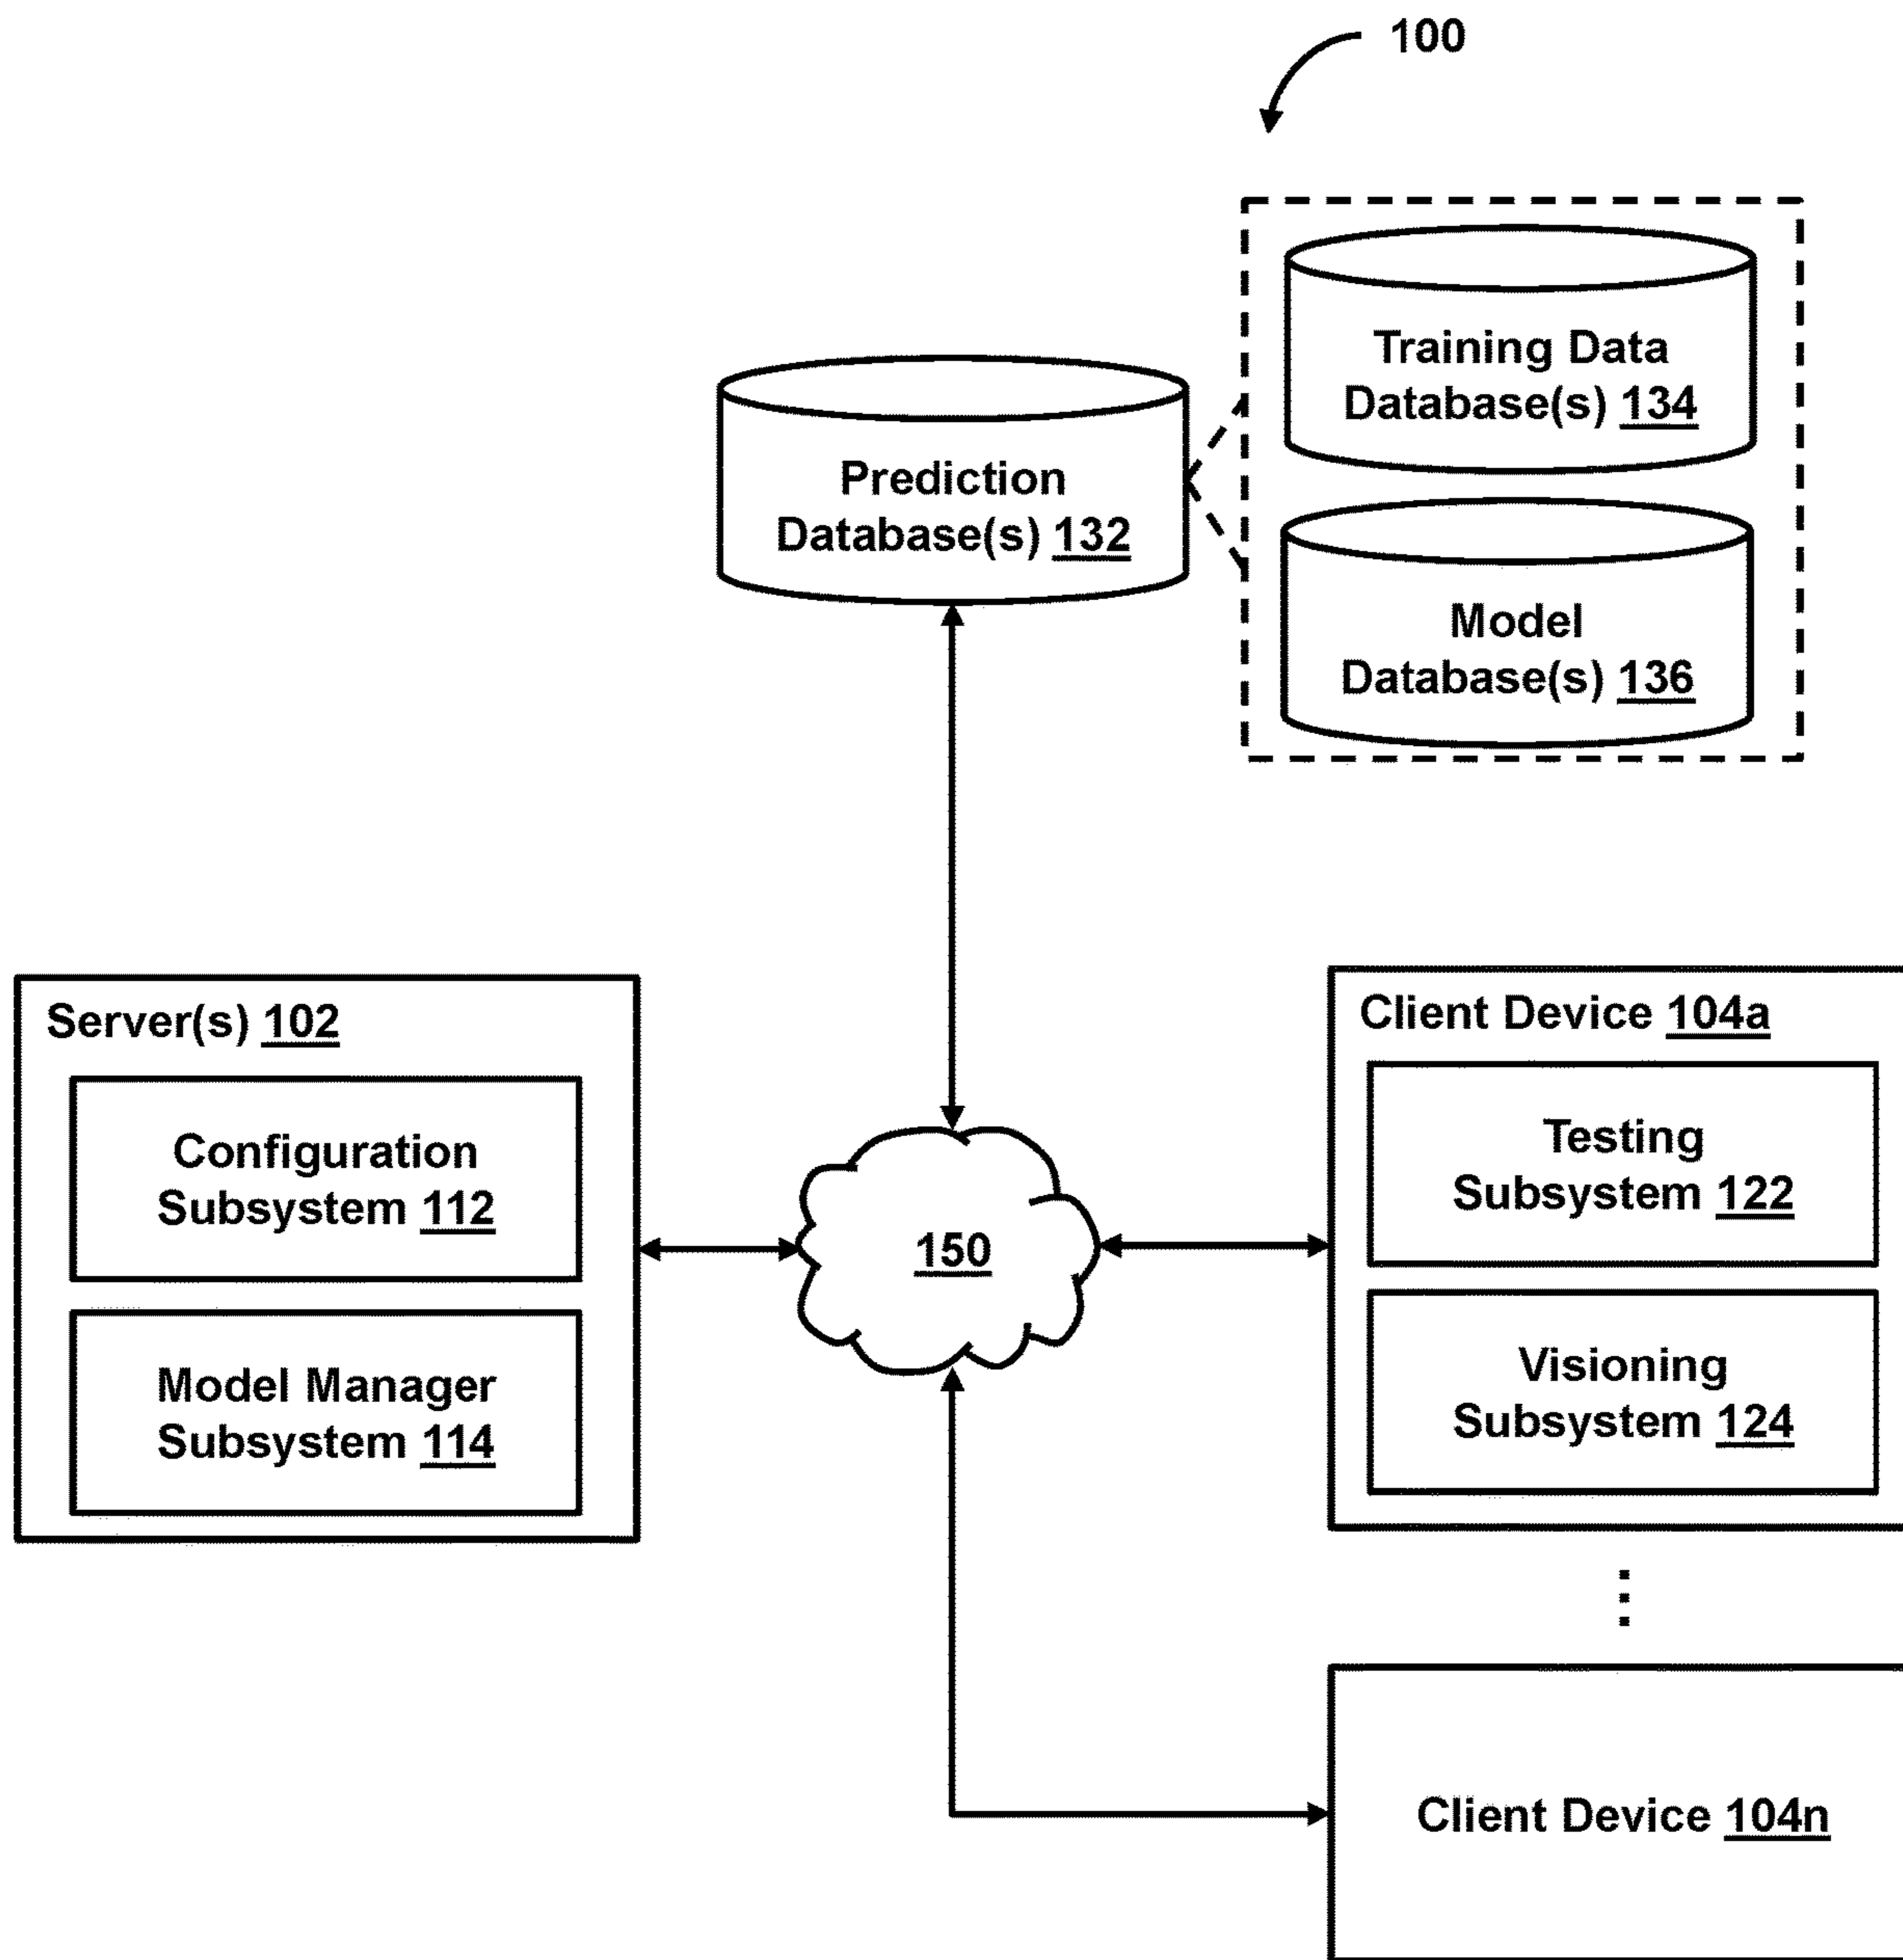 100
Training Data
Database(s) 134
Prediction
Database(s) 132
Model
Database(s) 136
Server(s) 102
Configuration
Subsystem 112
Model Manager
Subsystem 114
150
Client Device 104a
Testing
Subsystem 122
Visioning
Subsystem 124
Client Device 104n